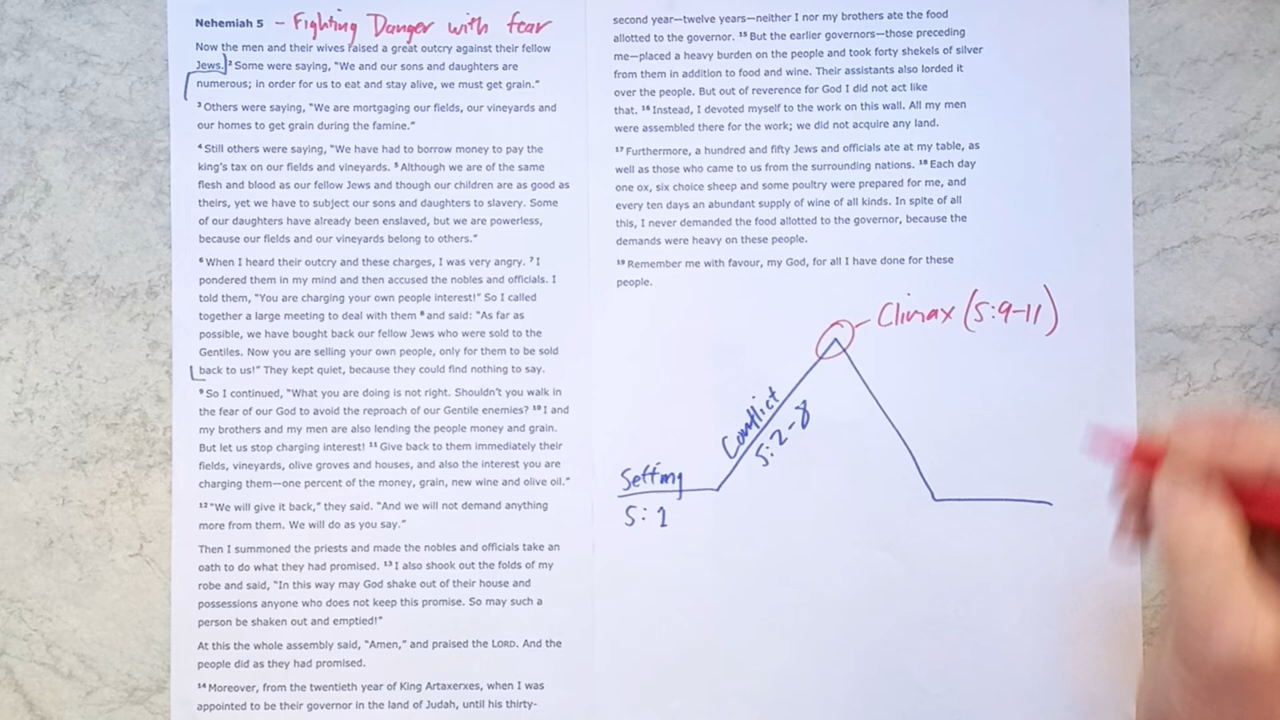 Nehemiah 5 - Fighting Danger with fear
Now the men and their wives raised a great outcry against their fellow
Jews. 2 Some were saying, “We and our sons and daughters are
numerous; in order for us to eat and stay alive, we must get grain.”
3 Others were saying, “We are mortgaging our fields, our vineyards and
our homes to get grain during the famine.”
4 Still others were saying, “We have had to borrow money to pay the
king’s tax on our fields and vineyards. 5 Although we are of the same
flesh and blood as our fellow Jews and though our children are as good as
theirs, yet we have to subject our sons and daughters to slavery. Some
of our daughters have already been enslaved, but we are powerless,
because our fields and our vineyards belong to others.”
6 When I heard their outcry and these charges, I was very angry. 7 I
pondered them in my mind and then accused the nobles and officials. I
told them, “You are charging your own people interest!” So I called
together a large meeting to deal with them 8 and said: “As far as
possible, we have bought back our fellow Jews who were sold to the
Gentiles. Now you are selling your own people, only for them to be sold
back to us!” They kept quiet, because they could find nothing to say.
9 So I continued, “What you are doing is not right. Shouldn’t you walk in
the fear of our God to avoid the reproach of our Gentile enemies? 10 I and
my brothers and my men are also lending the people money and grain.
But let us stop charging interest! 11 Give back to them immediately their
fields, vineyards, olive groves and houses, and also the interest you are
charging them—one percent of the money, grain, new wine and olive oil.”
12 “We will give it back,” they said. “And we will not demand anything
more from them. We will do as you say.”
Then I summoned the priests and made the nobles and officials take an
oath to do what they had promised. 13 I also shook out the folds of my
robe and said, “In this way may God shake out of their house and
possessions anyone who does not keep this promise. So may such a
person be shaken out and emptied!”
At this the whole assembly said, “Amen,” and praised the LORD. And the
people did as they had promised.
14 Moreover, from the twentieth year of King Artaxerxes, when I was
appointed to be their governor in the land of Judah, until his thirty-
second year—twelve years—neither I nor my brothers ate the food
allotted to the governor. 15 But the earlier governors—those preceding
me—placed a heavy burden on the people and took forty shekels of silver
from them in addition to food and wine. Their assistants also lorded it
over the people. But out of reverence for God I did not act like
that. 16 Instead, I devoted myself to the work on this wall. All my men
were assembled there for the work; we did not acquire any land.
17 Furthermore, a hundred and fifty Jews and officials ate at my table, as
well as those who came to us from the surrounding nations. 18 Each day
one ox, six choice sheep and some poultry were prepared for me, and
every ten days an abundant supply of wine of all kinds. In spite of all
this, I never demanded the food allotted to the governor, because the
demands were heavy on these people.
19 Remember me with favour, my God, for all I have done for these
people.
Climax (5:9-11)
Conflict
5:2-8
Setting
5:1